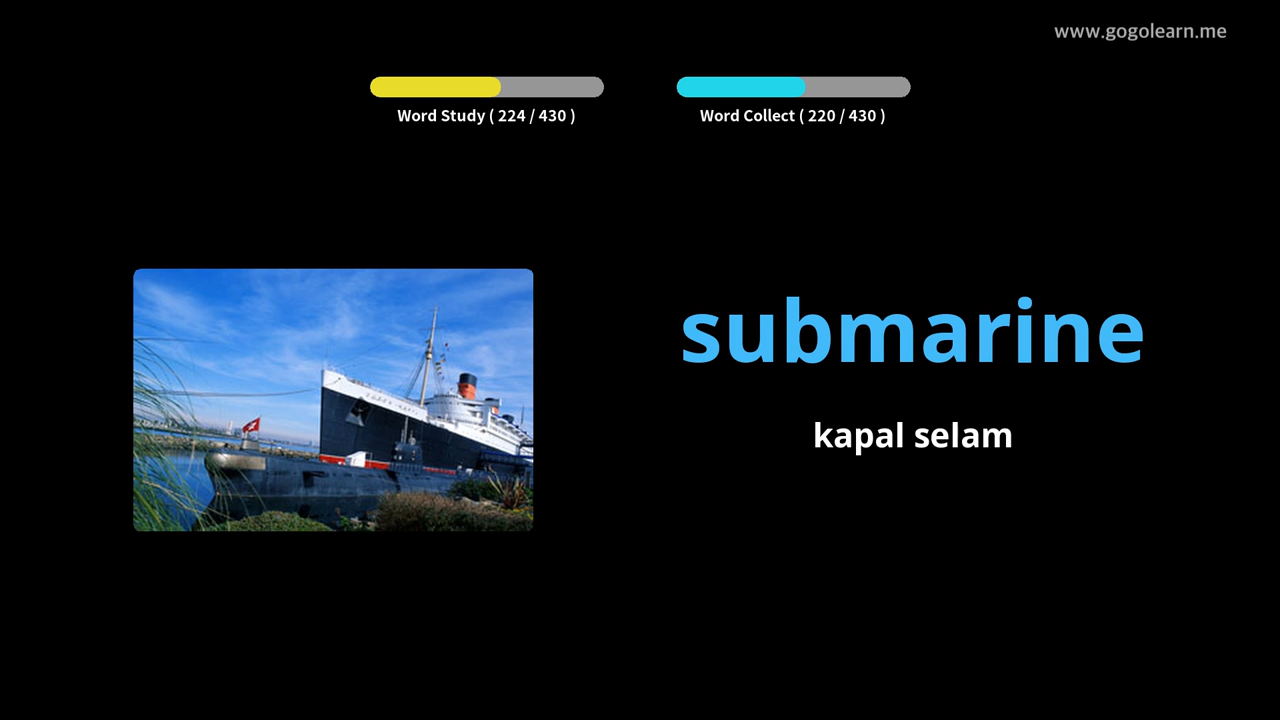 www.gogolearn.me
Word Study ( 224 / 430 )
Word Collect ( 220 / 430 )
submarine
kapal selam